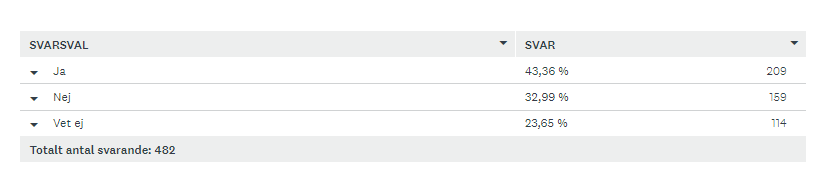 SVARSVAL SVAR
Ja 43,36 % 209
Nej 32,99 % 159
Vet ej 23,65 % 114
Totalt antal svarande: 482